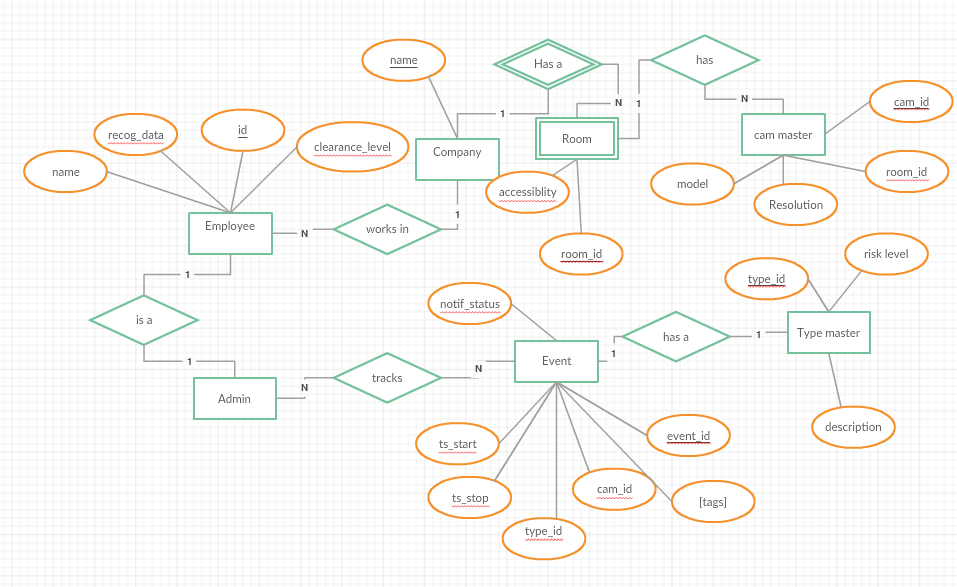 name
Has a
has
N
1
N
1
cam_id
recog_data
id
clearance_level
name
Company
Room
cam master
model
room_id
accessiblity
Resolution
1
Employee
N
works in
room_id
risk level
type_id
1
notif_status
is a
Event
1
has a
1
Type master
1
Admin
N
tracks
N
description
ts_start
event_id
ts_stop
cam_id
[tags]
type_id